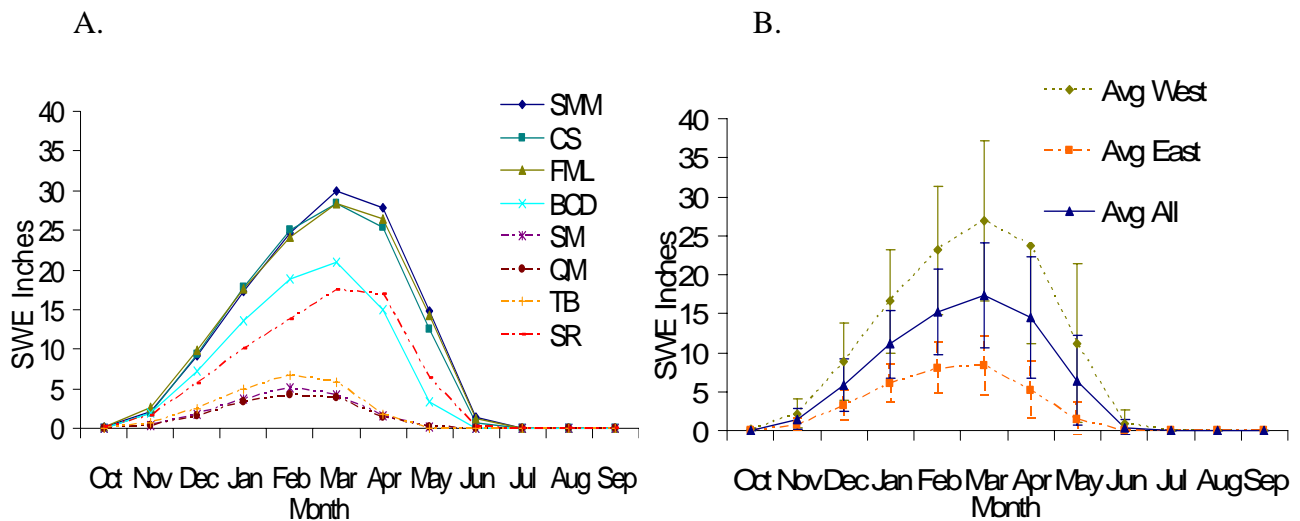 A.
SMM
CS
FML
BCD
SM
QM
TB
SR
40
35
30
25
20
15
10
5
0
SWE Inches
Oct Nov Dec Jan Feb Mar Apr May Jun Jul Aug Sep
Month
B.
Avg West
Avg East
Avg All
40
35
30
25
20
15
10
5
0
SWE Inches
Oct Nov Dec Jan Feb Mar Apr May Jun Jul Aug Sep
Month